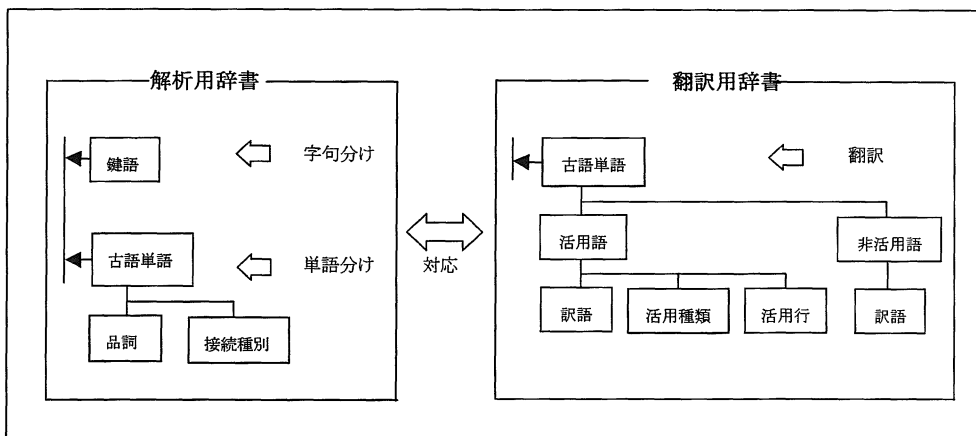 解析用辞書
鍵語
字句分け
古語単語
単語分け
品詞
接続種別
対応
翻訳用辞書
古語単語
翻訳
活用語
非活用語
訳語
活用種類
活用行
訳語